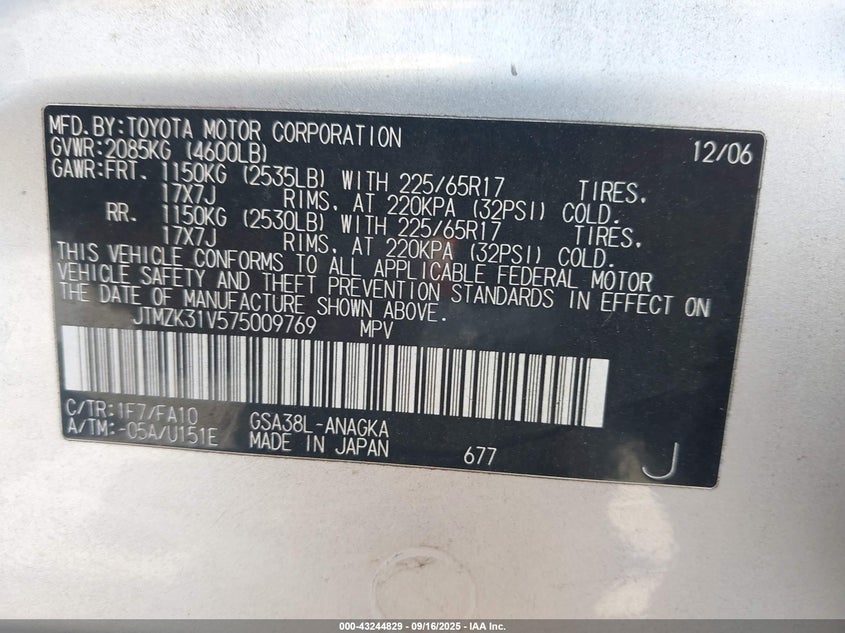 MFD.BY:TOYOTA MOTOR CORPORATION 12/06
GVWR:2085KG (4600LB)
GAWR:FRT. 1150KG (2535LB) WITH 225/65R17 TIRES.
17X7J RIMS. AT 220KPA (32PSI) COLD.
RR. 1150KG (2530LB) WITH 225/65R17 TIRES.
17X7J RIMS. AT 220KPA (32PSI) COLD.
THIS VEHICLE CONFORMS TO ALL APPLICABLE FEDERAL MOTOR
VEHICLE SAFETY AND THEFT PREVENTION STANDARDS IN EFFECT ON
THE DATE OF MANUFACTURE SHOWN ABOVE.
JTMZK31V575009769 MPV
C/TR:1F7/FA10 GSA38L-ANAGKA
A/TM:-05A/U151E MADE IN JAPAN 677 J
000-43244829 - 09/16/2025 - IAA Inc.